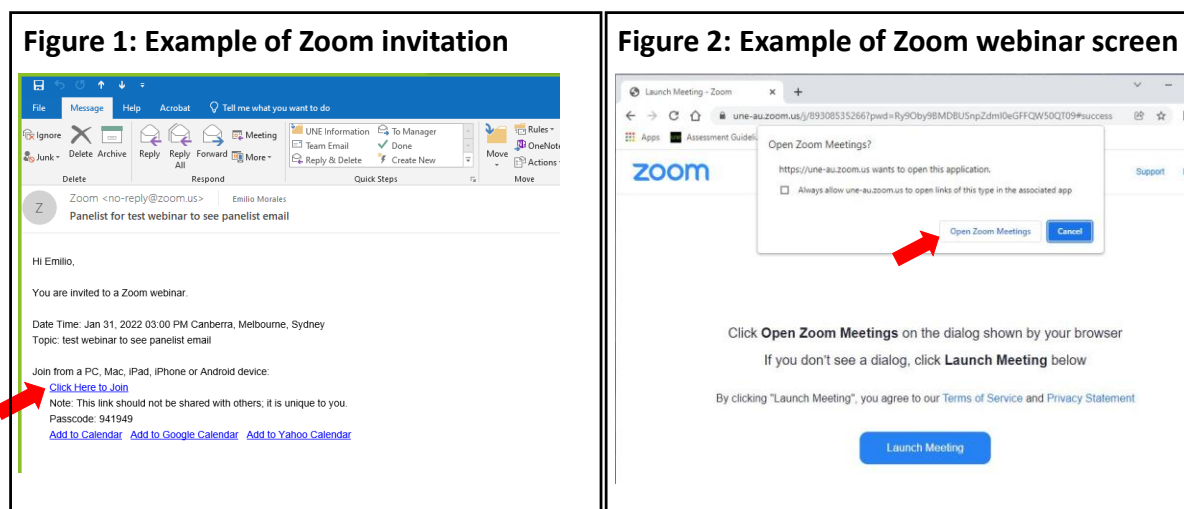 Figure 1: Example of Zoom invitation
File Message Help Acrobat Tell me what you want to do
Ignore
Junk
Delete Archive
Reply Reply All Forward
Meeting
More
UNE Information
Team Email
Reply & Delete
To Manager
Done
Create New
Move
Rules
OneNote
Actions
Delete Respond Quick Steps Move
Z
Zoom <no-reply@zoom.us> Emilio Morales
Panelist for test webinar to see panelist email
Hi Emilio,
You are invited to a Zoom webinar.
Date Time: Jan 31, 2022 03:00 PM Canberra, Melbourne, Sydney
Topic: test webinar to see panelist email
Join from a PC, Mac, iPad, iPhone or Android device:
Click Here to Join
Note: This link should not be shared with others; it is unique to you.
Passcode: 941949
Add to Calendar Add to Google Calendar Add to Yahoo Calendar
Figure 2: Example of Zoom webinar screen
Launch Meeting - Zoom
Apps Assessment Guideli
Open Zoom Meetings?
https://une-au.zoom.us wants to open this application.
Always allow une-au.zoom.us to open links of this type in the associated app
Open Zoom Meetings Cancel
zoom
Support
Click Open Zoom Meetings on the dialog shown by your browser
If you don't see a dialog, click Launch Meeting below
By clicking "Launch Meeting", you agree to our Terms of Service and Privacy Statement
Launch Meeting